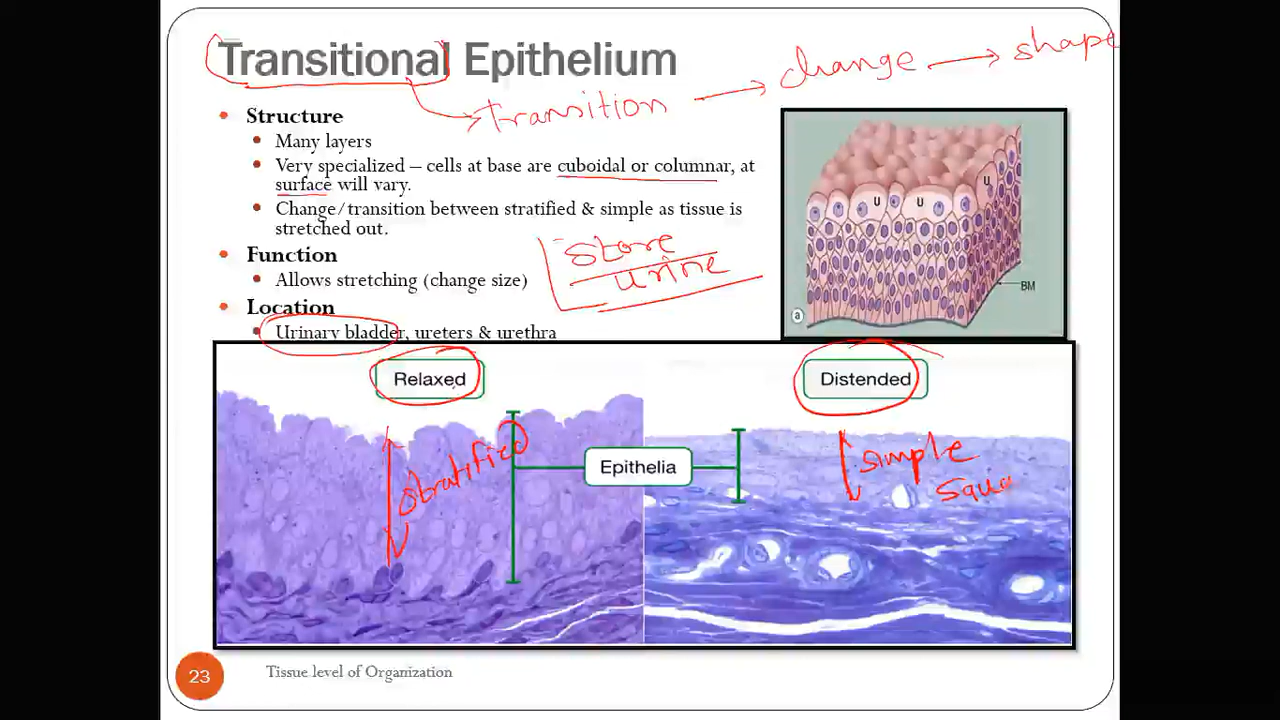 Transitional Epithelium
transition → change → shape
• Structure
• Many layers
• Very specialized – cells at base are cuboidal or columnar, at
surface will vary.
• Change/transition between stratified & simple as tissue is
stretched out.
• Function
• Allows stretching (change size)
store
urine
• Location
• Urinary bladder, ureters & urethra
U
U
U
BM
a
Relaxed
Distended
stratified
Epithelia
simple
squa
23
Tissue level of Organization